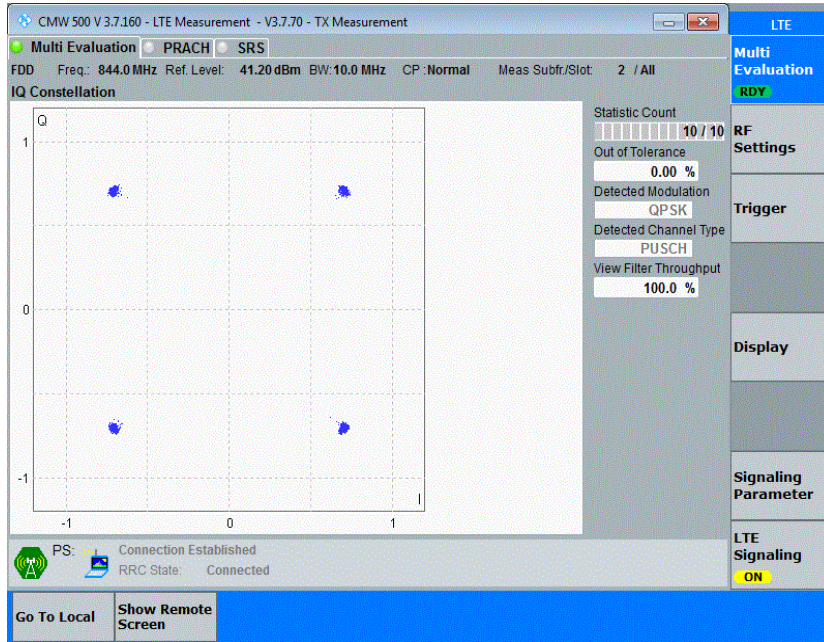 CMW 500 V 3.7.160 - LTE Measurement - V3.7.70 - TX Measurement
LTE
Multi Evaluation PRACH SRS
FDD Freq.: 844.0 MHz Ref. Level: 41.20 dBm BW:10.0 MHz CP :Normal Meas Subfr./Slot: 2 / All
IQ Constellation
Q
1
0
-1
-1 0 1
I
Statistic Count
10 / 10
Out of Tolerance
0.00 %
Detected Modulation
QPSK
Detected Channel Type
PUSCH
View Filter Throughput
100.0 %
Multi
Evaluation
RDY
RF
Settings
Trigger
Display
Signaling
Parameter
LTE
Signaling
ON
PS: Connection Established
RRC State: Connected
Go To Local
Show Remote
Screen